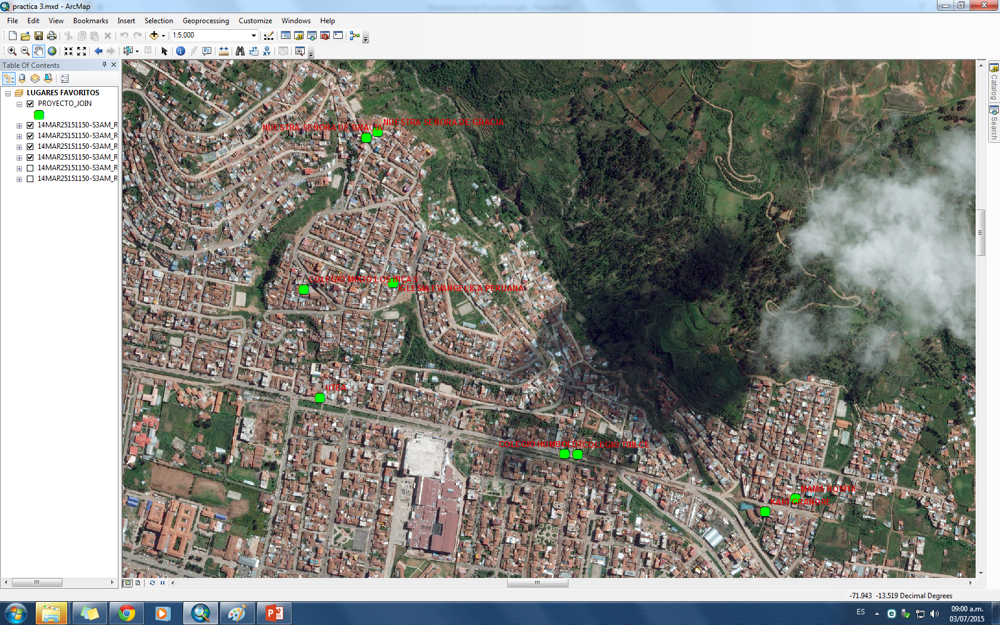 practica 3.mxd - ArcMap
File Edit View Bookmarks Insert Selection Geoprocessing Customize Windows Help
1:5,000
Table Of Contents
LUGARES FAVORITOS
PROYECTO_JOIN
14MAR25151150-S3AM_R
14MAR25151150-S3AM_R
14MAR25151150-S3AM_R
14MAR25151150-S3AM_R
14MAR25151150-S3AM_R
14MAR25151150-S3AM_R
NUESTRA SEÑORA DE GRACIA
NUESTRA SEÑORA DE GRACIA
COLEGIO MIXTO LOS INCAS
IGLESIA EVANGELICA PERUANA
UTEA
COLEGIO HUMBOLDT
COLEGIO TRILCE
MAMA ROSITA
KARI GRANDRE
Catalog
Search
-71.943 -13.519 Decimal Degrees
ES
09:00 a.m.
03/07/2015